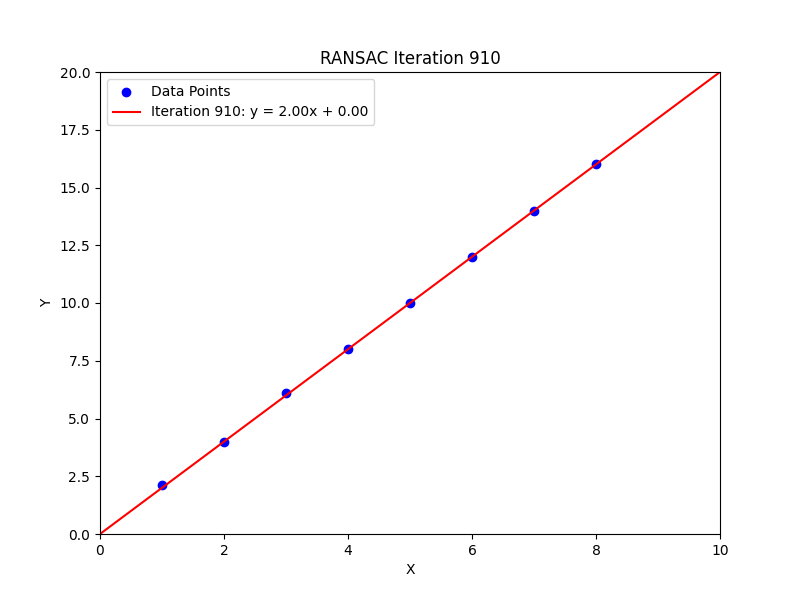 RANSAC Iteration 910
Data Points
Iteration 910: y = 2.00x + 0.00
20.0
17.5
15.0
12.5
10.0
7.5
5.0
2.5
0.0
Y
0 2 4 6 8 10
X